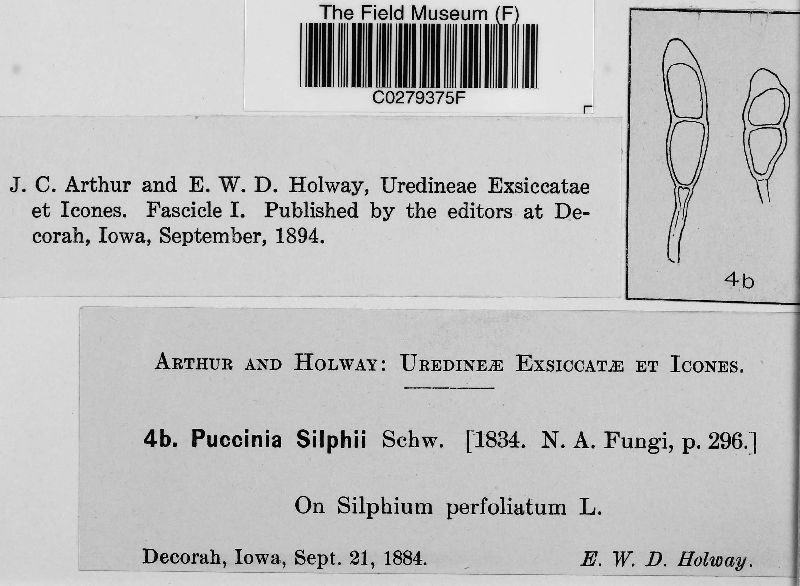 The Field Museum (F)
C0279375F
J. C. Arthur and E. W. D. Holway, Uredineae Exsiccatae
et Icones. Fascicle I. Published by the editors at De-
corah, Iowa, September, 1894.
4b
ARTHUR AND HOLWAY: UREDINEÆ EXSICCATÆ ET ICONES.
4b. Puccinia Silphii Schw. [1834. N. A. Fungi, p. 296.]
On Silphium perfoliatum L.
Decorah, Iowa, Sept. 21, 1884. E. W. D. Holway.